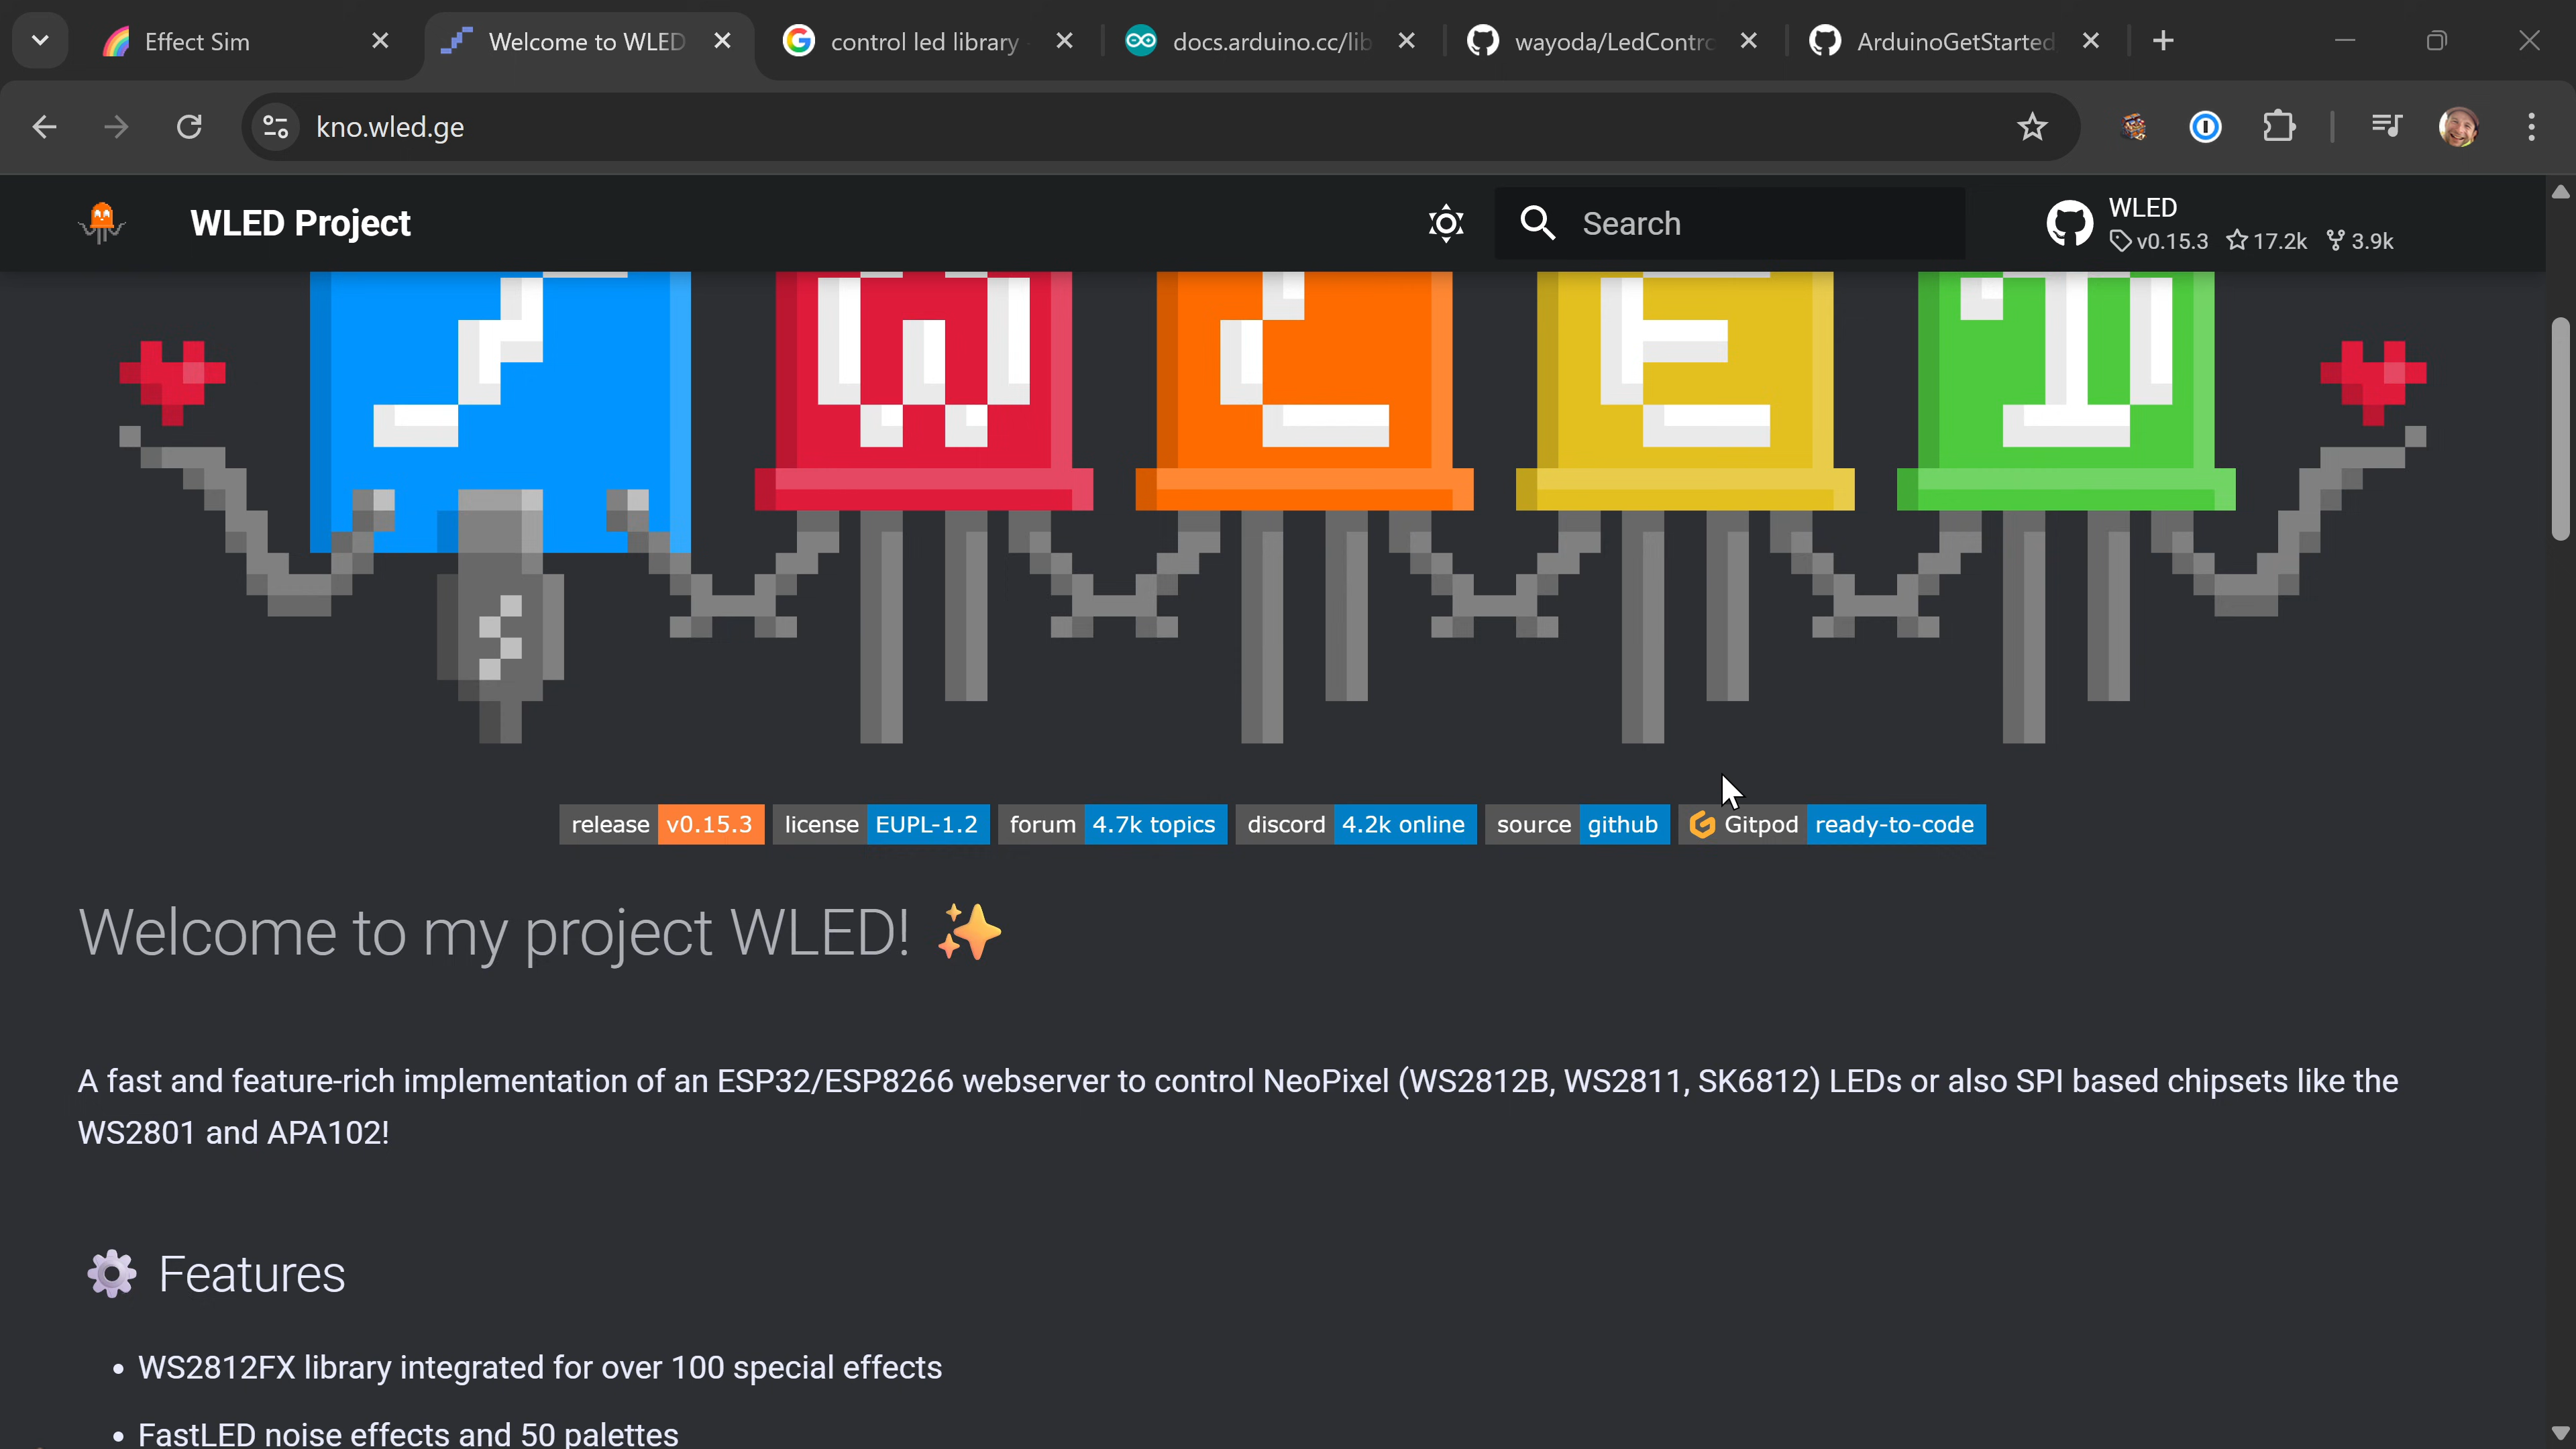 Effect Sim
Welcome to WLED
control led library
docs.arduino.cc/lib
wayoda/LedContro
ArduinoGetStarted
kno.wled.ge
WLED Project
Search
WLED
v0.15.3 17.2k 3.9k
W L E D
release v0.15.3 license EUPL-1.2 forum 4.7k topics discord 4.2k online source github Gitpod ready-to-code
Welcome to my project WLED! ✨
A fast and feature-rich implementation of an ESP32/ESP8266 webserver to control NeoPixel (WS2812B, WS2811, SK6812) LEDs or also SPI based chipsets like the
WS2801 and APA102!
⚙️ Features
• WS2812FX library integrated for over 100 special effects
• FastLED noise effects and 50 palettes